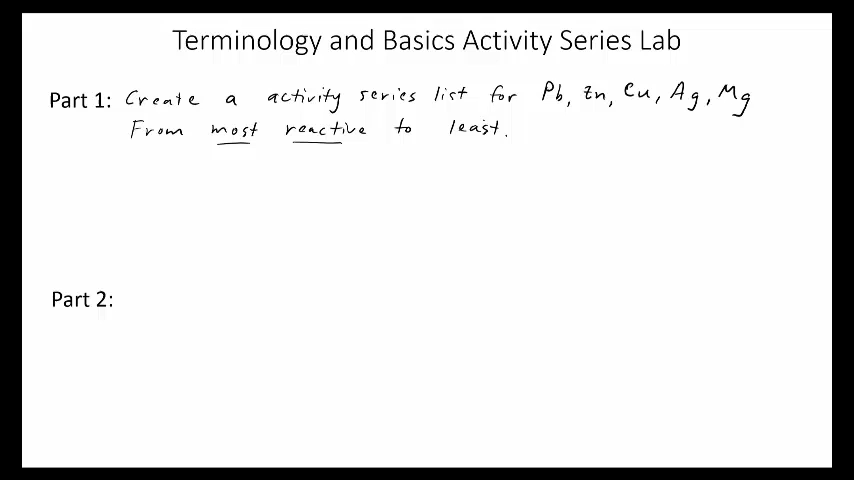 Terminology and Basics Activity Series Lab
Part 1: Create a activity series list for Pb, Zn, Cu, Ag, Mg
From most reactive to least.
Part 2: